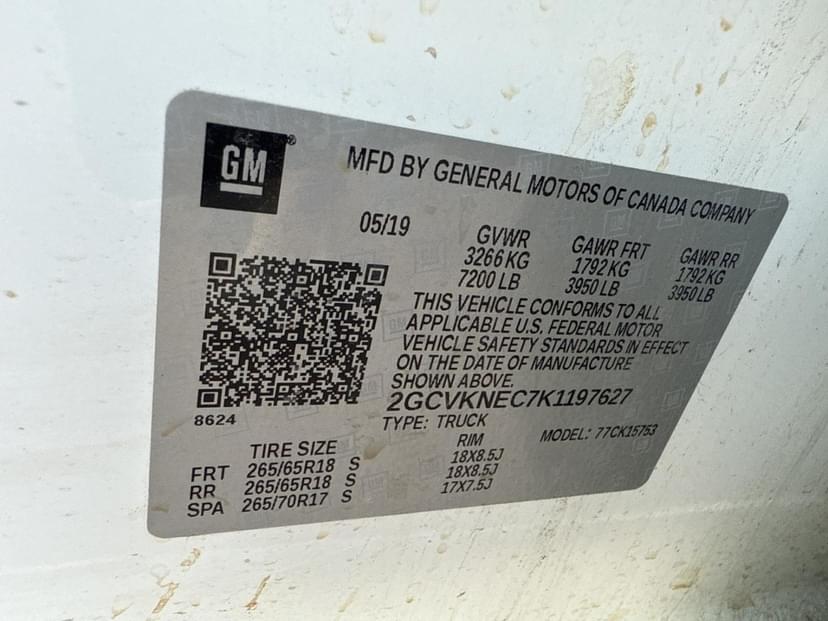 GM
MFD BY GENERAL MOTORS OF CANADA COMPANY
05/19
GVWR GAWR FRT GAWR RR
3266 KG 1792 KG 1792 KG
7200 LB 3950 LB 3950 LB
THIS VEHICLE CONFORMS TO ALL
APPLICABLE U.S. FEDERAL MOTOR
VEHICLE SAFETY STANDARDS IN EFFECT
ON THE DATE OF MANUFACTURE
SHOWN ABOVE.
2GCVKNEC7K1197627
TYPE: TRUCK MODEL: 77CK15753
8624
TIRE SIZE RIM
FRT 265/65R18 S 18X8.5J
RR 265/65R18 S 18X8.5J
SPA 265/70R17 S 17X7.5J